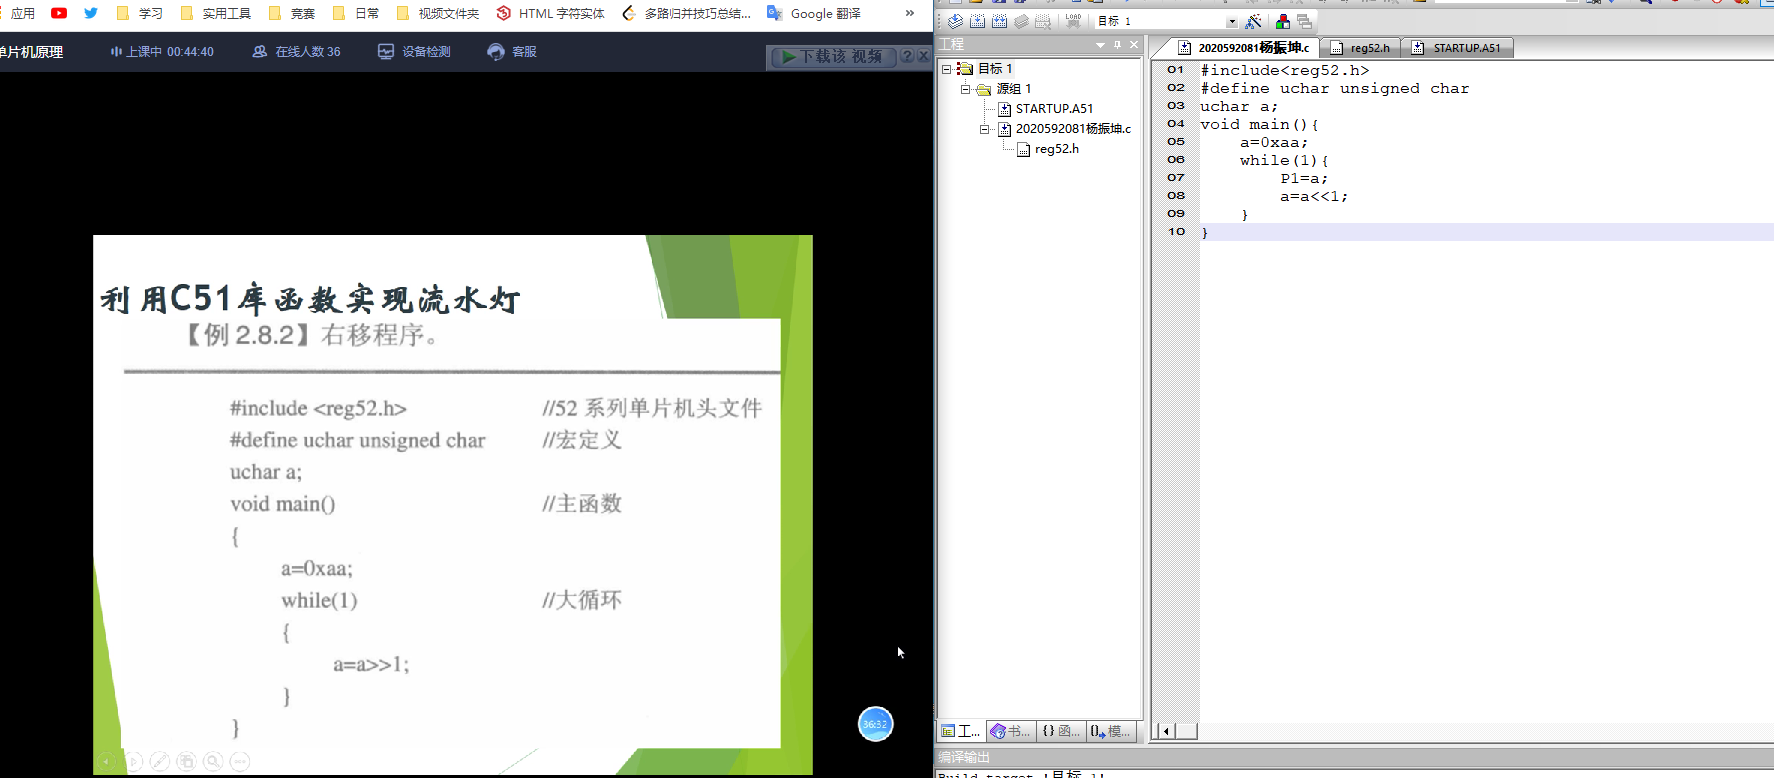 应用
学习
实用工具
竞赛
日常
视频文件夹
HTML 字符实体
多路归并技巧总结...
Google 翻译
»
单片机原理
上课中 00:44:40
在线人数 36
设备检测
客服
下载该 视频
利用C51库函数实现流水灯
【例 2.8.2】右移程序。
#include <reg52.h> //52 系列单片机头文件
#define uchar unsigned char //宏定义
uchar a;
void main() //主函数
{
a=0xaa;
while(1) //大循环
{
a=a>>1;
}
}
36:32
LOAD
目标 1
工程
目标 1
源组 1
STARTUP.A51
2020592081杨振坤.c
reg52.h
工...
书...
{} 函...
模...
2020592081杨振坤.c
reg52.h
STARTUP.A51
01 #include<reg52.h>
02 #define uchar unsigned char
03 uchar a;
04 void main(){
05 a=0xaa;
06 while(1){
07 P1=a;
08 a=a<<1;
09 }
10 }
编译输出
Build target '目标 1'